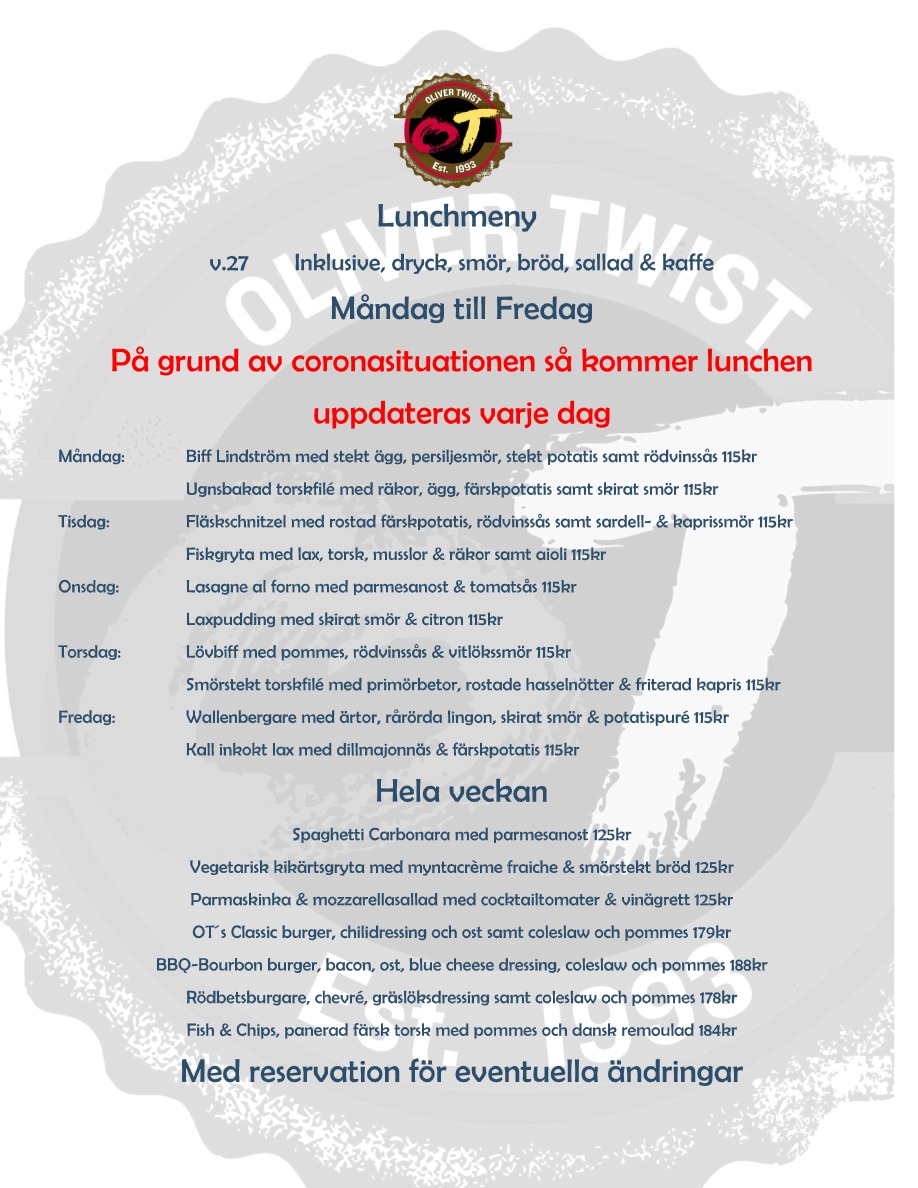 OLIVER TWIST
OT
Est. 1993
Lunchmeny
v.27 Inklusive, dryck, smör, bröd, sallad & kaffe
OLIVER TWIST
Måndag till Fredag
På grund av coronasituationen så kommer lunchen
uppdateras varje dag
Måndag: Biff Lindström med stekt ägg, persiljesmör, stekt potatis samt rödvinssås 115kr
Ugnsbakad torskfilé med räkor, ägg, färskpotatis samt skirat smör 115kr
Tisdag: Fläskschnitzel med rostad färskpotatis, rödvinssås samt sardell- & kaprissmör 115kr
Fiskgryta med lax, torsk, musslor & räkor samt aioli 115kr
Onsdag: Lasagne al forno med parmesanost & tomatsås 115kr
Laxpudding med skirat smör & citron 115kr
Torsdag: Lövbiff med pommes, rödvinssås & vitlökssmör 115kr
Smörstekt torskfilé med primörbetor, rostade hasselnötter & friterad kapris 115kr
Fredag: Wallenbergare med ärtor, rårörda lingon, skirat smör & potatispuré 115kr
Kall inkokt lax med dillmajonnäs & färskpotatis 115kr
OT
Hela veckan
Spaghetti Carbonara med parmesanost 125kr
Vegetarisk kikärtsgryta med myntacrème fraiche & smörstekt bröd 125kr
Parmaskinka & mozzarellasallad med cocktailtomater & vinägrett 125kr
OT´s Classic burger, chilidressing och ost samt coleslaw och pommes 179kr
BBQ-Bourbon burger, bacon, ost, blue cheese dressing, coleslaw och pommes 188kr
Rödbetsburgare, chevré, gräslöksdressing samt coleslaw och pommes 178kr
Fish & Chips, panerad färsk torsk med pommes och dansk remoulad 184kr
Est. 1993
Med reservation för eventuella ändringar